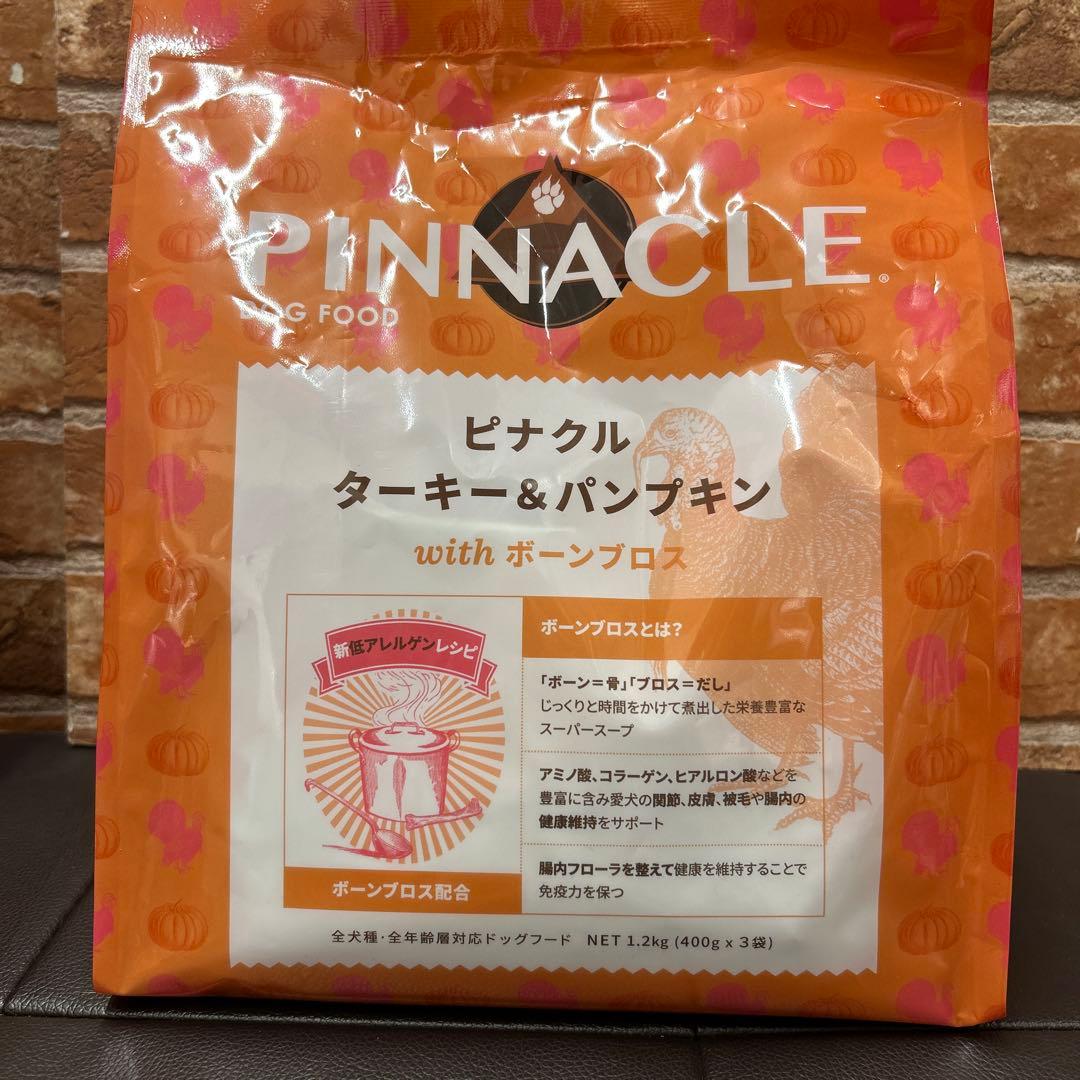 PINNACLE®
DOG FOOD
ピナクル
ターキー&パンプキン
with ボーンブロス
新低アレルゲンレシピ
ボーンブロス配合
ボーンブロスとは?
「ボーン=骨」「ブロス=だし」
じっくりと時間をかけて煮出した栄養豊富な
スーパースープ
アミノ酸、コラーゲン、ヒアルロン酸などを
豊富に含み愛犬の関節、皮膚、被毛や腸内の
健康維持をサポート
腸内フローラを整えて健康を維持することで
免疫力を保つ
全犬種・全年齢層対応ドッグフード NET 1.2kg (400g x 3袋)